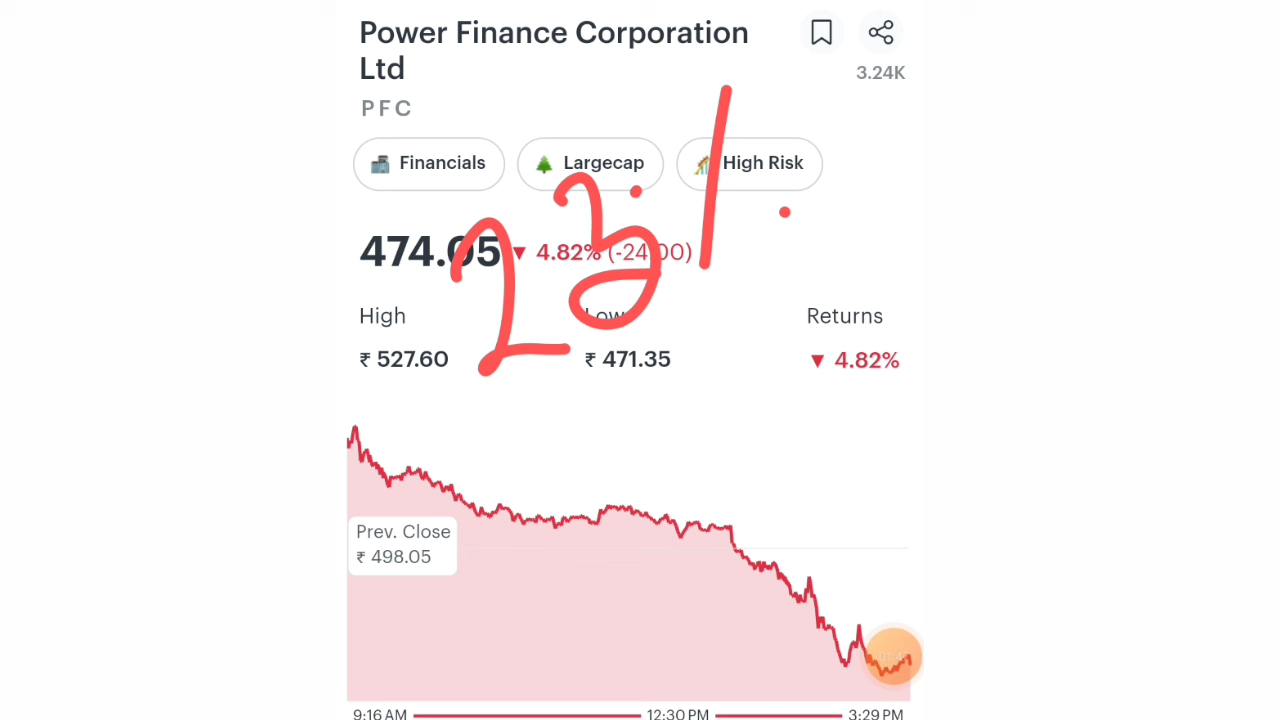 Power Finance Corporation
Ltd
3.24K
PFC
Financials
Largecap
High Risk
23%
474.05 ▼ 4.82% (-24.00)
High
Low
Returns
₹ 527.60
₹ 471.35
▼ 4.82%
Prev. Close
₹ 498.05
9:16 AM
12:30 PM
3:29 PM